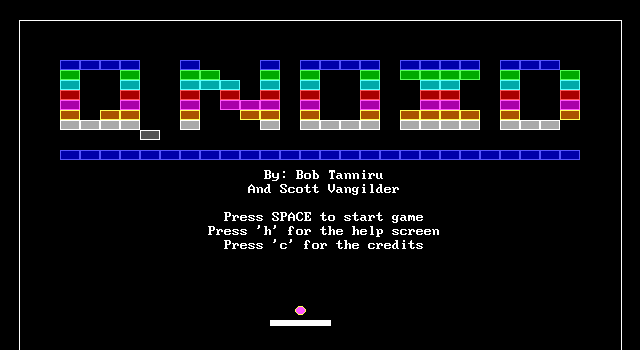 QNOID
By: Bob Tanniru
And Scott Vangilder
Press SPACE to start game
Press 'h' for the help screen
Press 'c' for the credits